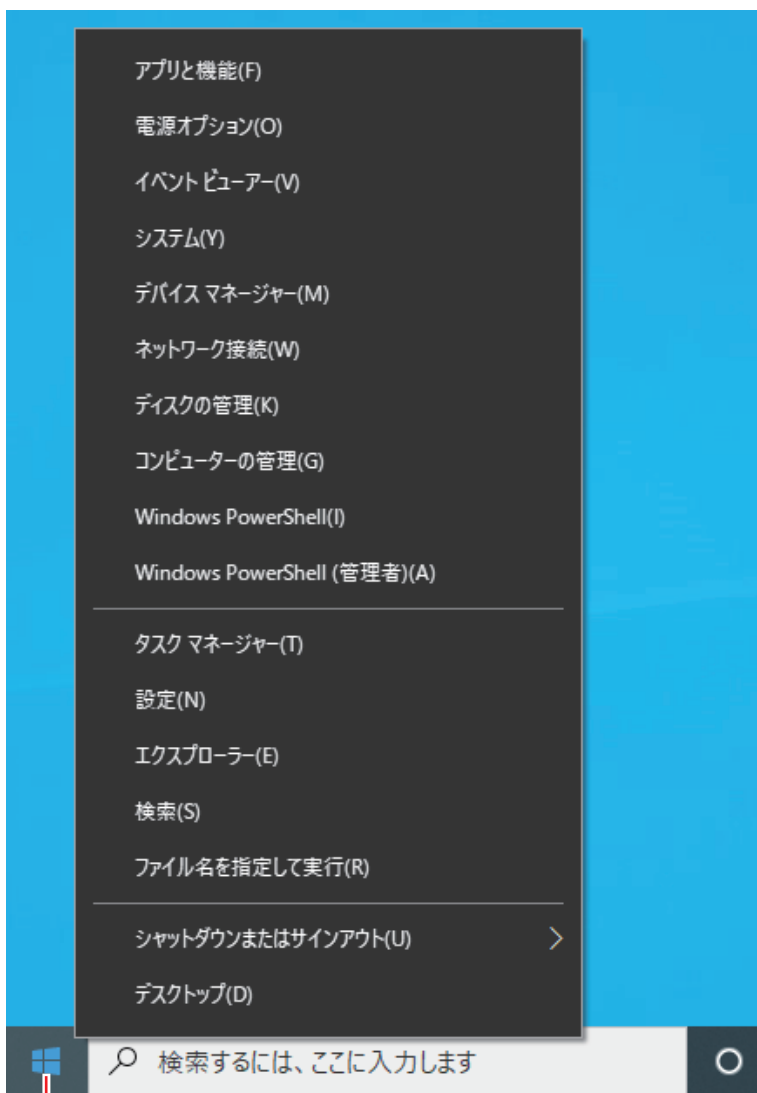 アプリと機能(F)
電源オプション(O)
イベント ビューアー(V)
システム(Y)
デバイス マネージャー(M)
ネットワーク接続(W)
ディスクの管理(K)
コンピューターの管理(G)
Windows PowerShell(I)
Windows PowerShell (管理者)(A)
タスク マネージャー(T)
設定(N)
エクスプローラー(E)
検索(S)
ファイル名を指定して実行(R)
シャットダウンまたはサインアウト(U)
デスクトップ(D)
検索するには、ここに入力します